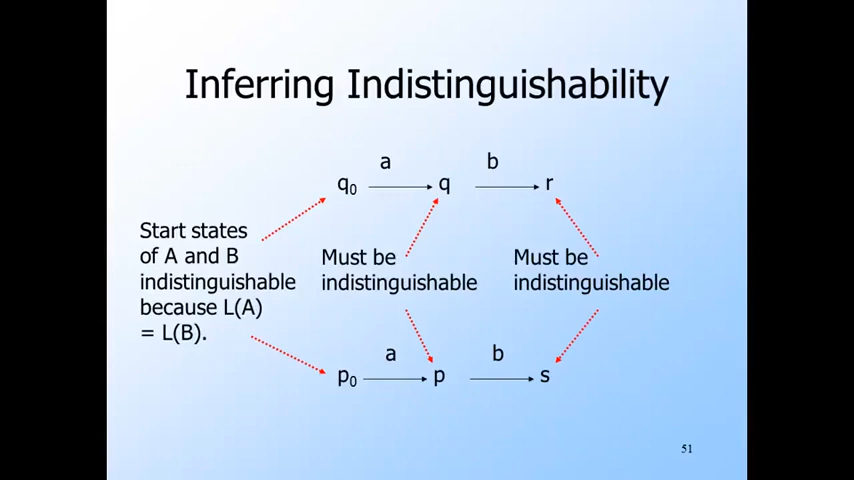 Inferring Indistinguishability
a b
q₀ q r
Start states
of A and B
indistinguishable
because L(A)
= L(B).
Must be
indistinguishable
Must be
indistinguishable
a b
p₀ p s
51